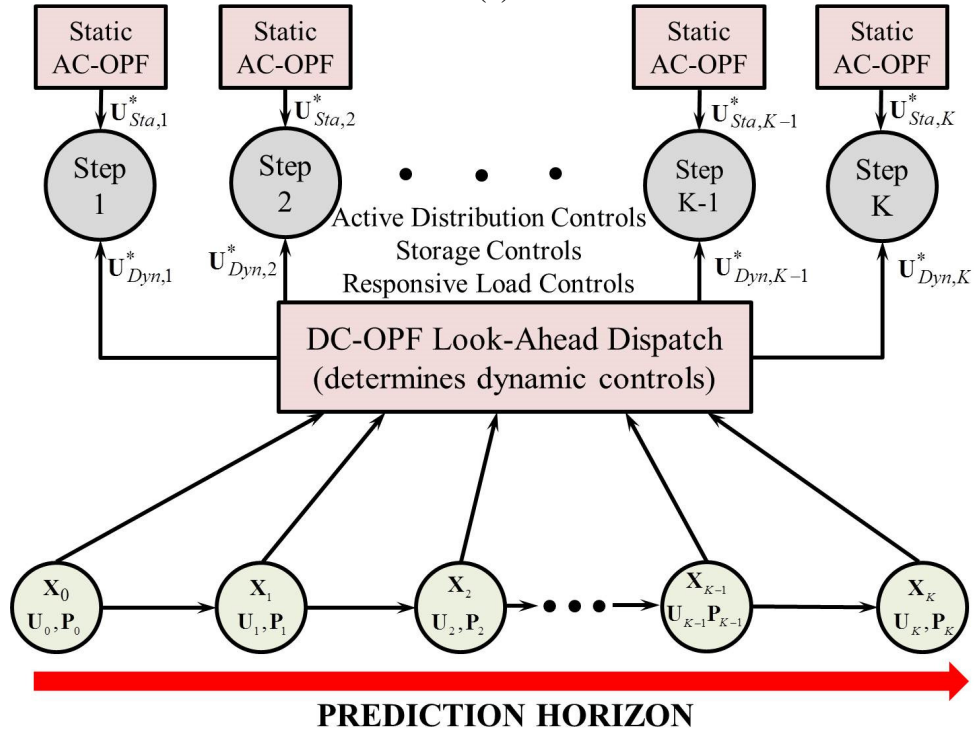 Static
AC-OPF
Static
AC-OPF
Static
AC-OPF
Static
AC-OPF
U*Sta,1
U*Sta,2
U*Sta,K−1
U*Sta,K
Step
1
Step
2
Step
K-1
Step
K
• • •
Active Distribution Controls
Storage Controls
Responsive Load Controls
U*Dyn,1
U*Dyn,2
U*Dyn,K−1
U*Dyn,K
DC-OPF Look-Ahead Dispatch
(determines dynamic controls)
X0
U0,P0
X1
U1,P1
X2
U2,P2
• • •
XK−1
UK−1PK−1
XK
UK,PK
PREDICTION HORIZON